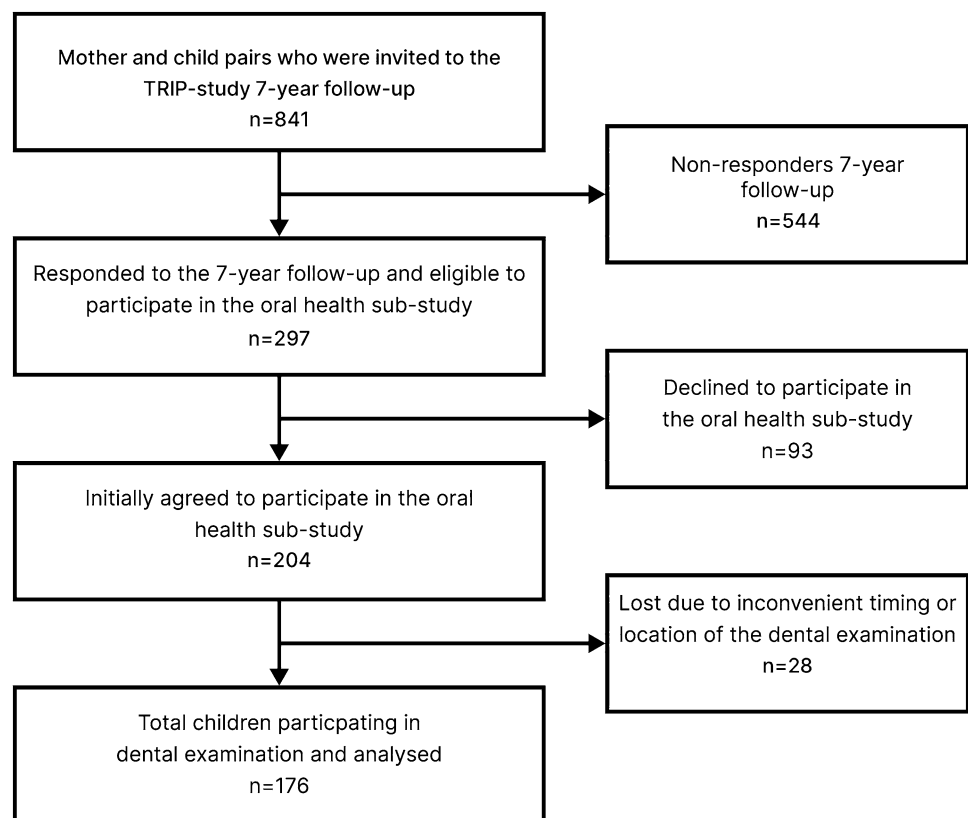 Mother and child pairs who were invited to the
TRIP-study 7-year follow-up
n=841
Non-responders 7-year
follow-up
n=544
Responded to the 7-year follow-up and eligible to
participate in the oral health sub-study
n=297
Declined to participate in
the oral health sub-study
n=93
Initially agreed to participate in the oral
health sub-study
n=204
Lost due to inconvenient timing or
location of the dental examination
n=28
Total children particpating in
dental examination and analysed
n=176